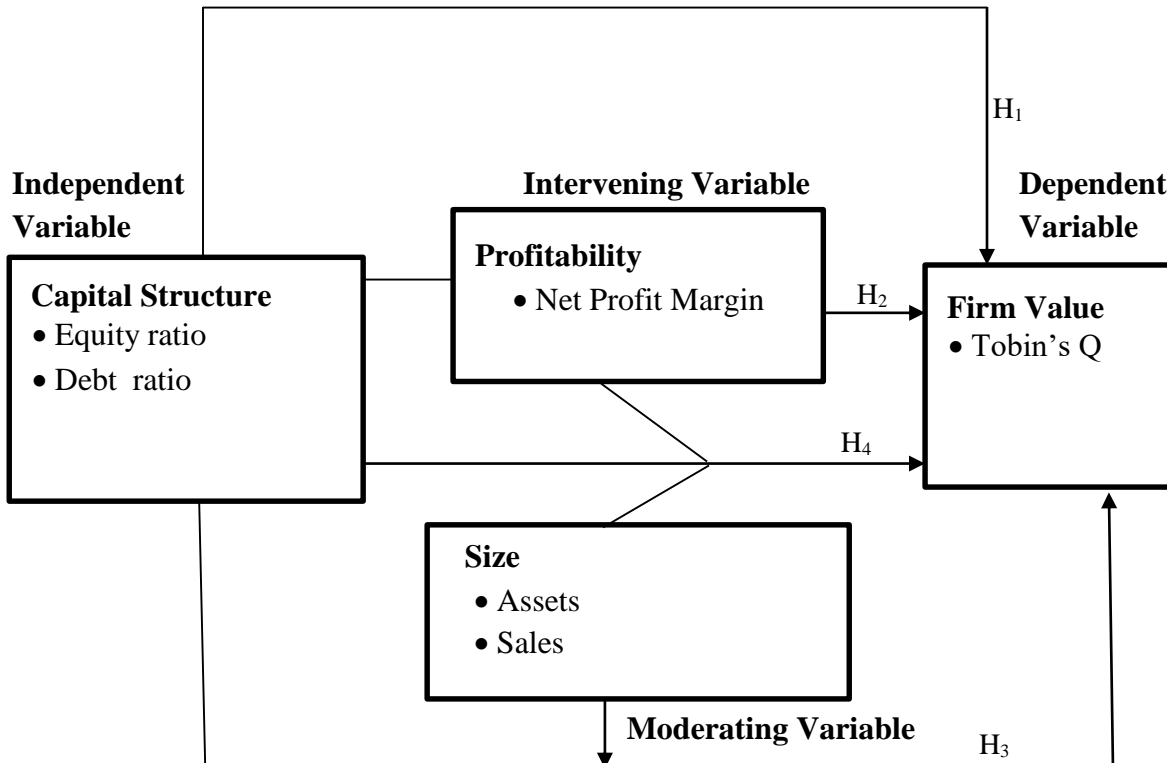 H₁
Independent
Variable
Intervening Variable
Dependent
Variable
Capital Structure
• Equity ratio
• Debt ratio
Profitability
• Net Profit Margin
H₂
Firm Value
• Tobin’s Q
H₄
Size
• Assets
• Sales
Moderating Variable
H₃